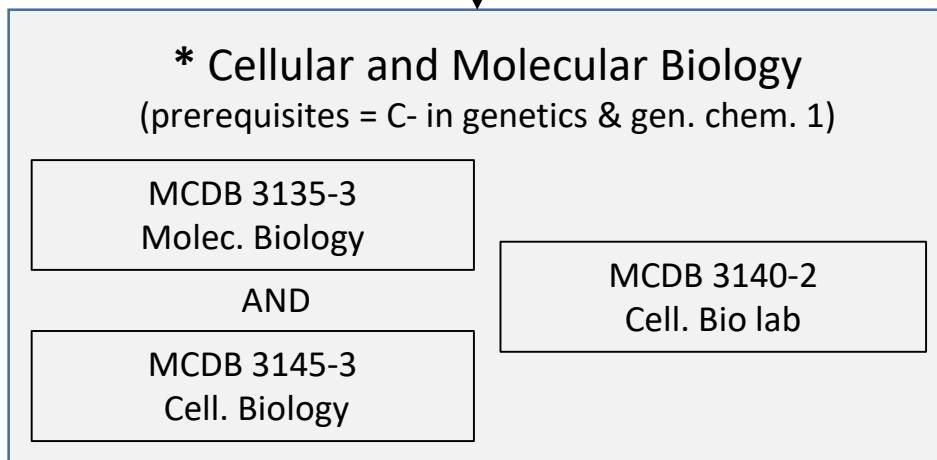 * Cellular and Molecular Biology
(prerequisites = C- in genetics & gen. chem. 1)
MCDB 3135-3
Molec. Biology
AND
MCDB 3145-3
Cell. Biology
MCDB 3140-2
Cell. Bio lab